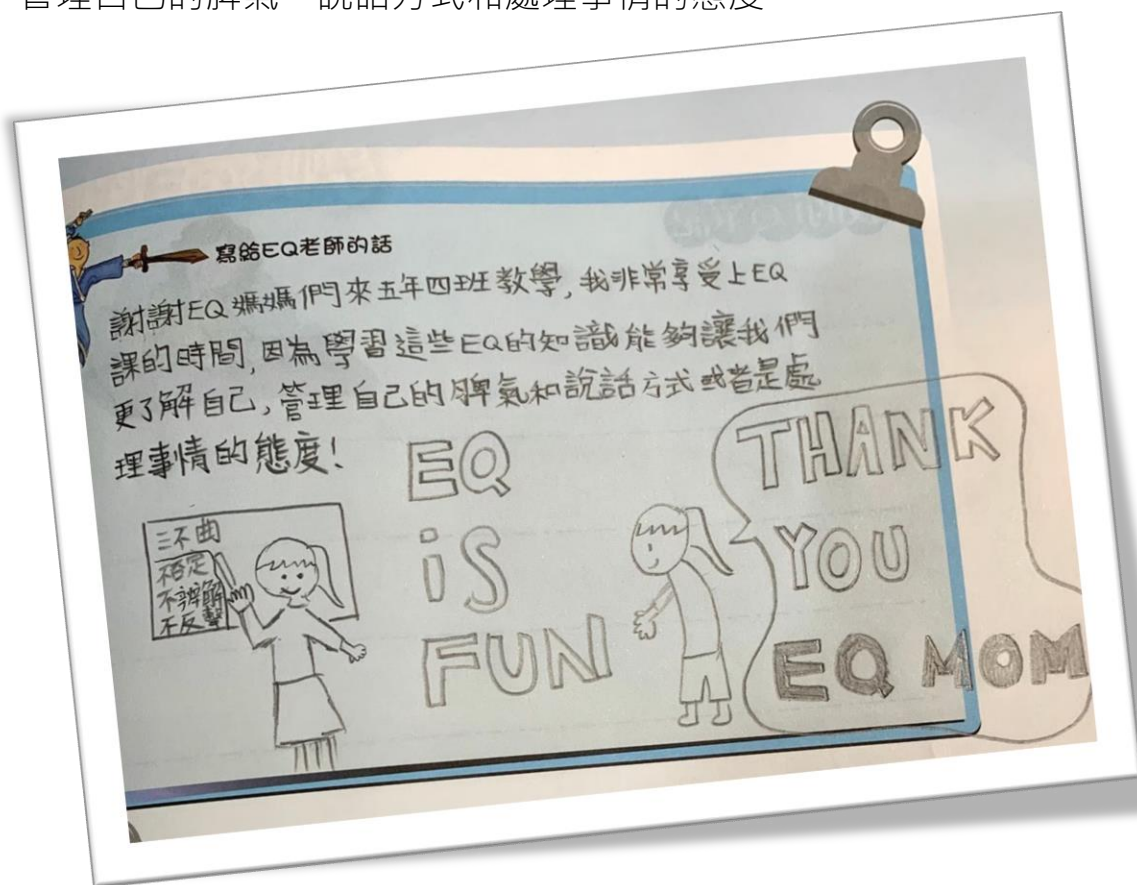 管理自己的脾氣、說話方式和處理事情的態度
寫給EQ老師的話
謝謝EQ媽媽們來五年四班教學,我非常享受上EQ
課的時間,因為學習這些EQ的知識能夠讓我們
更了解自己,管理自己的脾氣和說話方式或者是處
理事情的態度!
三不曲
不否定
不辨解
不反擊
EQ
iS
FUN
THANK
YOU
EQ MOM